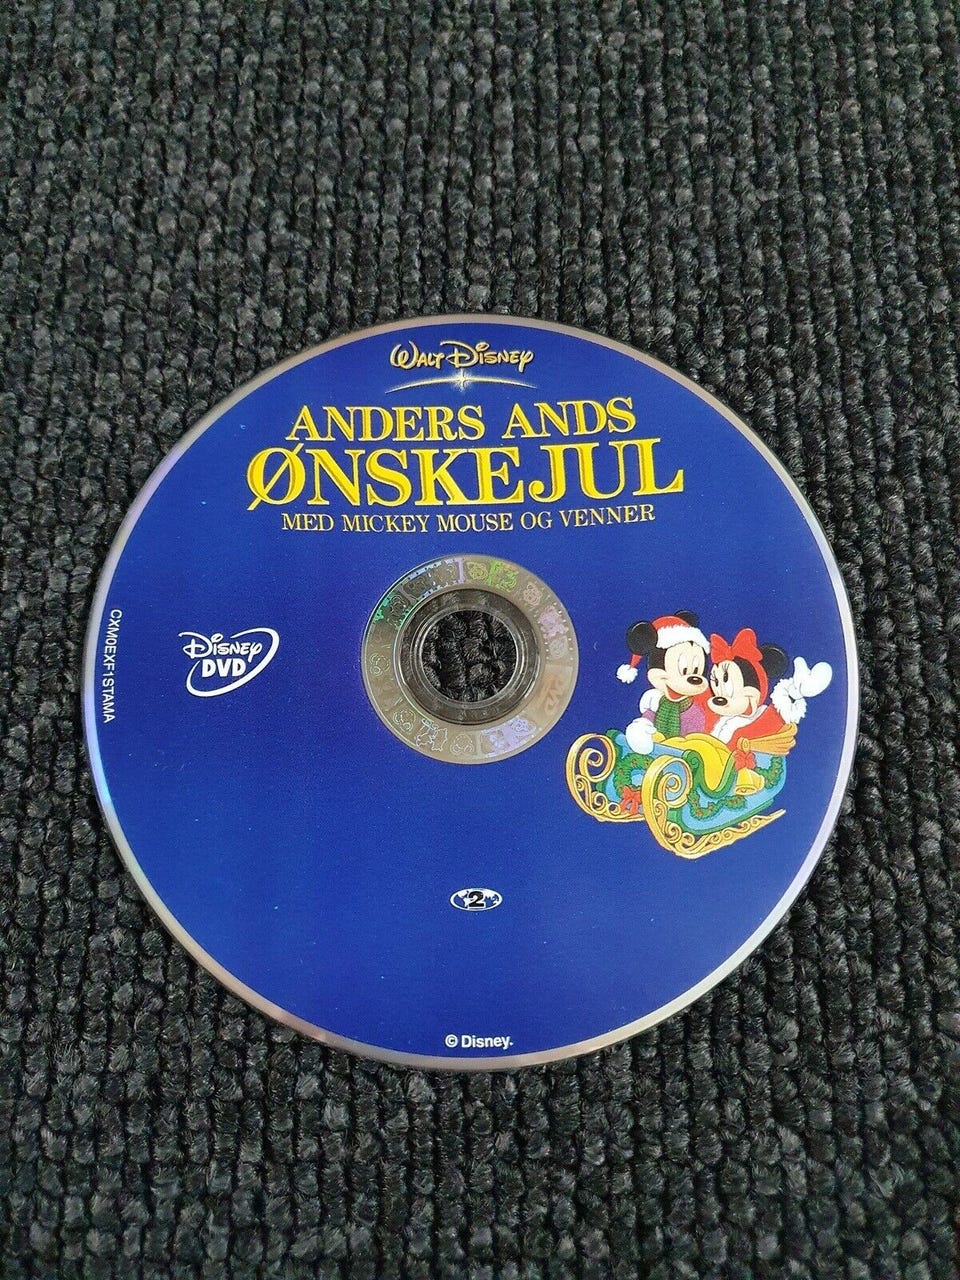 WALT DISNEY
ANDERS ANDS
ØNSKEJUL
MED MICKEY MOUSE OG VENNER
CXM0EXF1STAMA
DISNEY
DVD
2
© Disney.